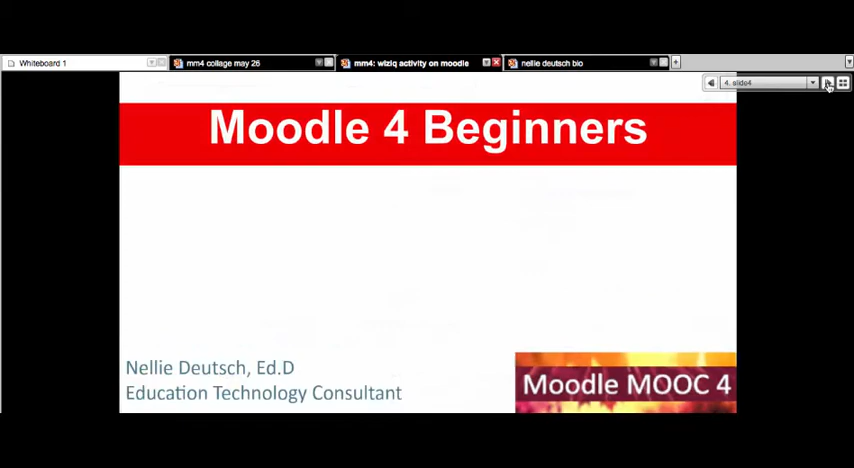 Whiteboard 1
mm4 collage may 26
mm4: wiziq activity on moodle
nellie deutsch bio
4. slide4
Moodle 4 Beginners
Nellie Deutsch, Ed.D
Education Technology Consultant
Moodle MOOC 4